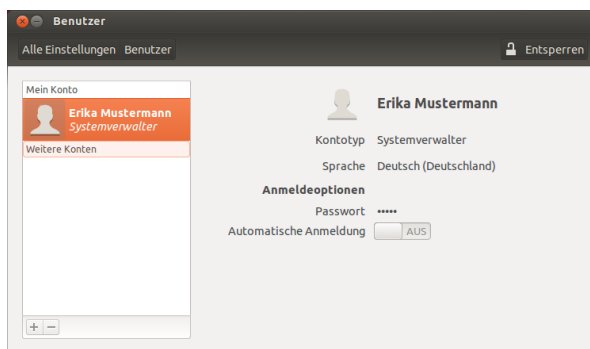 Benutzer
Alle Einstellungen Benutzer Entsperren
Mein Konto
Erika Mustermann
Systemverwalter
Weitere Konten
Erika Mustermann
Kontotyp Systemverwalter
Sprache Deutsch (Deutschland)
Anmeldeoptionen
Passwort •••••
Automatische Anmeldung AUS